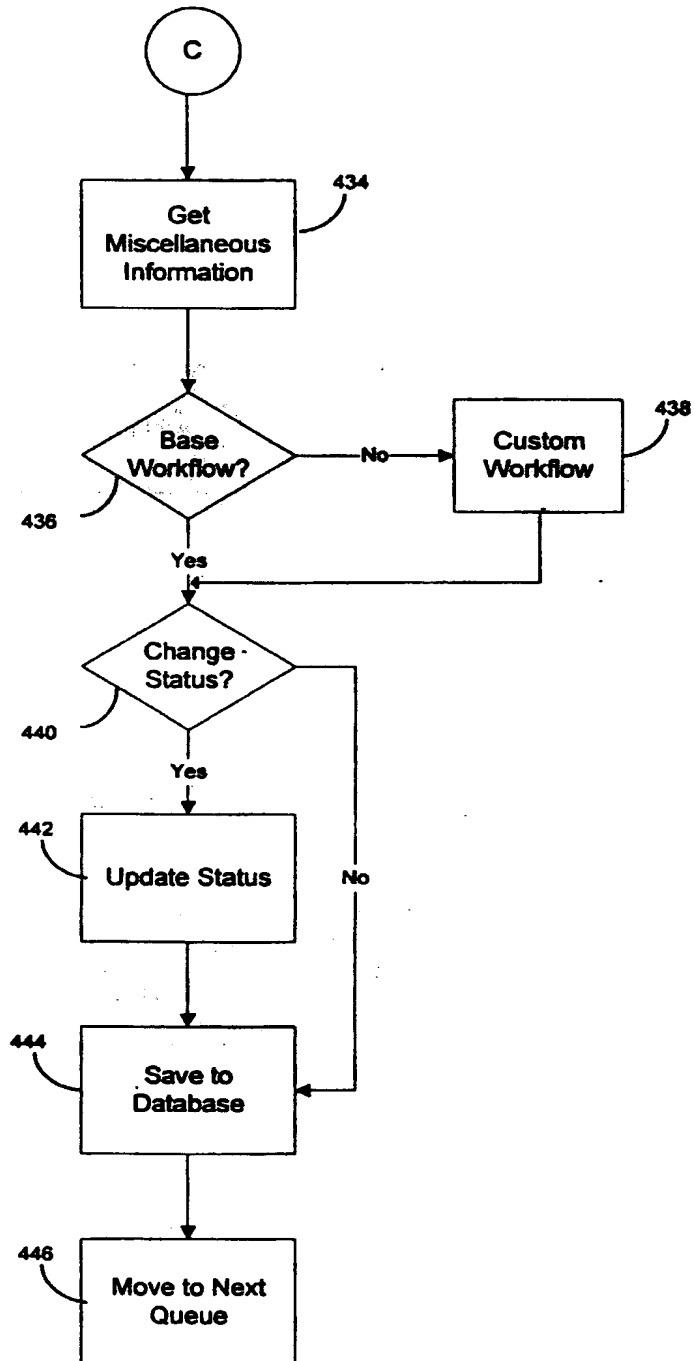 C
434
Get
Miscellaneous
Information
Base
Workflow?
436
No
Custom
Workflow
438
Yes
Change
Status?
440
Yes
No
442
Update Status
444
Save to
Database
446
Move to Next
Queue